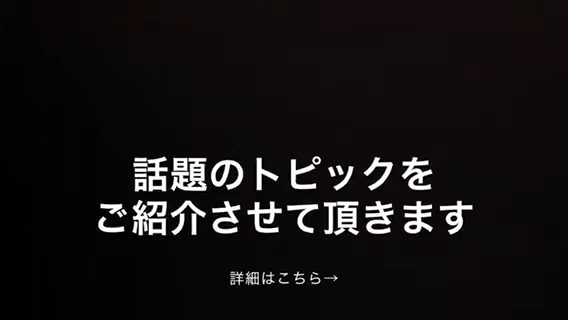 話題のトピックを
ご紹介させて頂きます
詳細はこちら→